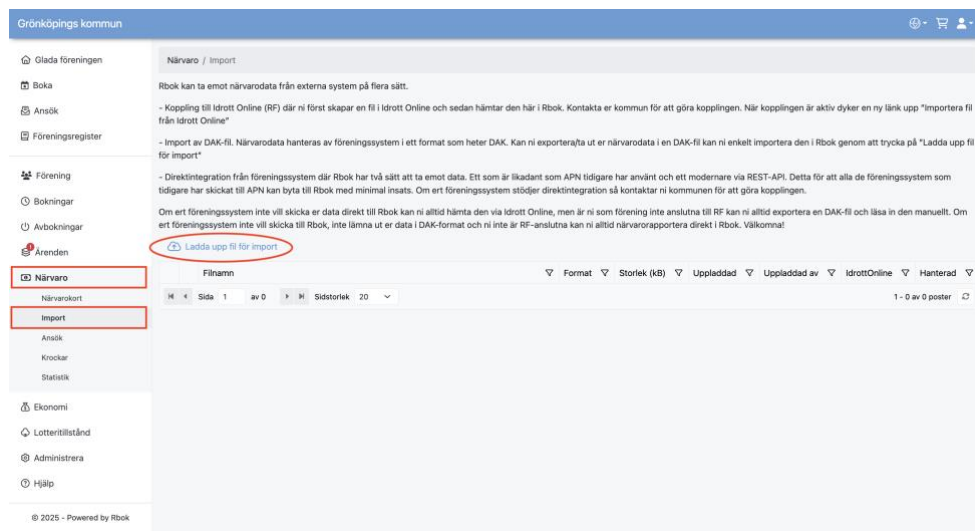 Grönköpings kommun
Glada föreningen
Boka
Ansök
Föreningsregister
Förening
Bokningar
Avbokningar
Ärenden
Närvaro
Närvarokort
Import
Ansök
Krockar
Statistik
Ekonomi
Lotteritillstånd
Administrera
Hjälp
© 2025 - Powered by Rbok
Närvaro / Import
Rbok kan ta emot närvarodata från externa system på flera sätt.
- Koppling till Idrott Online (RF) där ni först skapar en fil i Idrott Online och sedan hämtar den här i Rbok. Kontakta er kommun för att göra kopplingen. När kopplingen är aktiv dyker en ny länk upp "Importera fil
från Idrott Online"
- Import av DAK-fil. Närvarodata hanteras av föreningssystem i ett format som heter DAK. Kan ni exportera/ta ut er närvarodata i en DAK-fil kan ni enkelt importera den i Rbok genom att trycka på "Ladda upp fil
för import"
- Direktintegration från föreningssystem där Rbok har två sätt att ta emot data. Ett som är likadant som APN tidigare har använt och ett modernare via REST-API. Detta för att alla de föreningssystem som
tidigare har skickat till APN kan byta till Rbok med minimal insats. Om ert föreningssystem stödjer direktintegration så kontaktar ni kommunen för att göra kopplingen.
Om ert föreningssystem inte vill skicka er data direkt till Rbok kan ni alltid hämta den via Idrott Online, men är ni som förening inte anslutna till RF kan ni alltid exportera en DAK-fil och läsa in den manuellt. Om
ert föreningssystem inte vill skicka till Rbok, inte lämna ut er data i DAK-format och ni inte är RF-anslutna kan ni alltid närvarorapportera direkt i Rbok. Välkomna!
Ladda upp fil för import
Filnamn Format Storlek (kB) Uppladdad Uppladdad av IdrottOnline Hanterad
Sida 1 av 0 Sidstorlek 20 1 - 0 av 0 poster